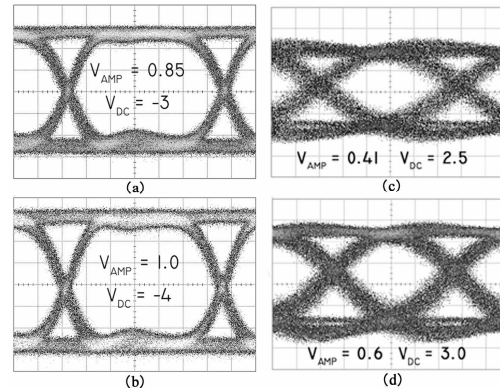 V_AMP = 0.85
V_DC = -3
(a)
V_AMP = 0.41 V_DC = 2.5
(c)
V_AMP = 1.0
V_DC = -4
(b)
V_AMP = 0.6 V_DC = 3.0
(d)